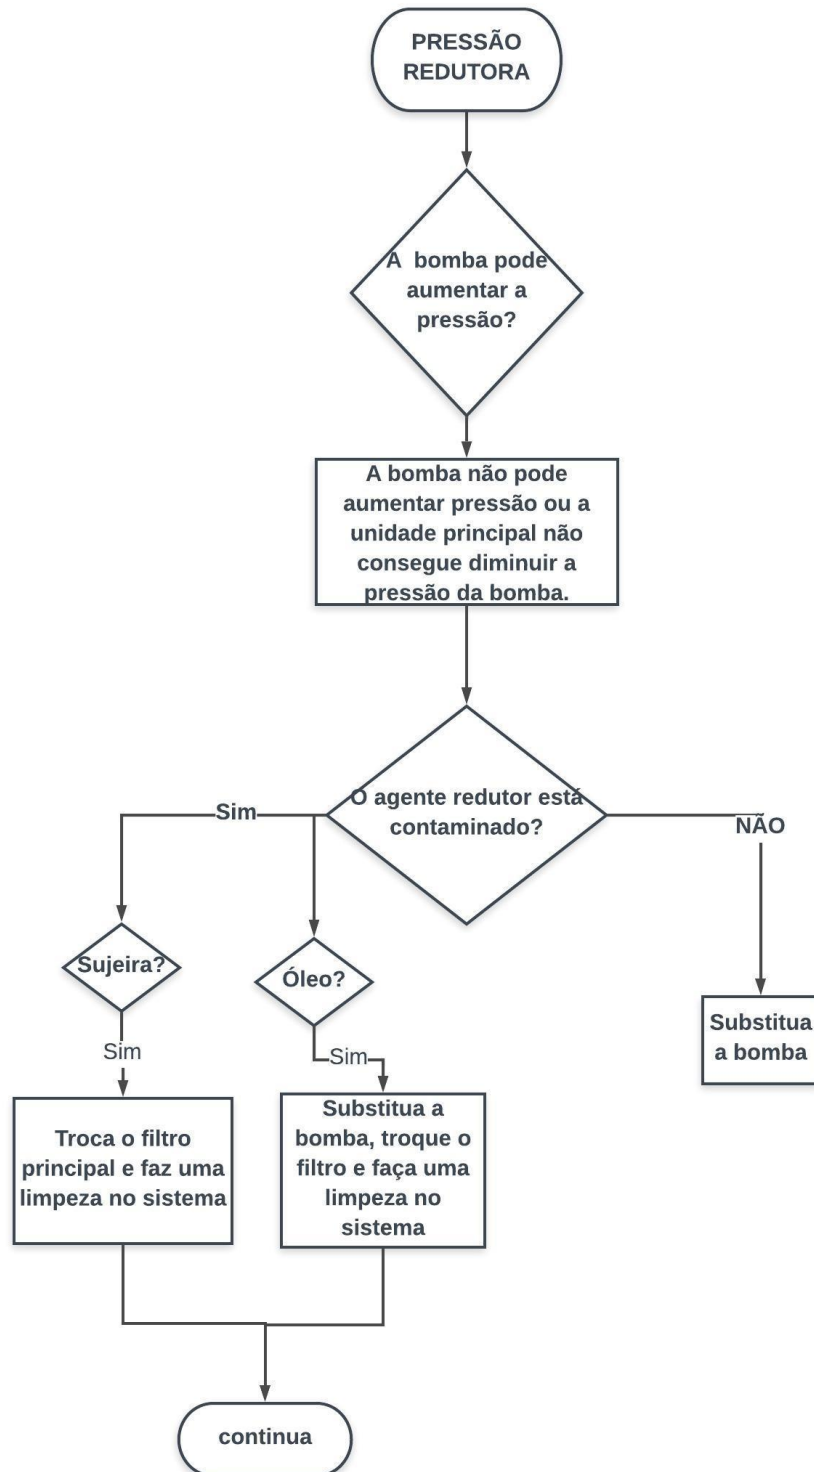 PRESSÃO
REDUTORA
A bomba pode
aumentar a
pressão?
A bomba não pode
aumentar pressão ou a
unidade principal não
consegue diminuir a
pressão da bomba.
O agente redutor está
contaminado?
Sim
NÃO
Sujeira?
Óleo?
Substitua
a bomba
Sim
Sim
Troca o filtro
principal e faz uma
limpeza no sistema
Substitua a
bomba, troque o
filtro e faça uma
limpeza no
sistema
continua